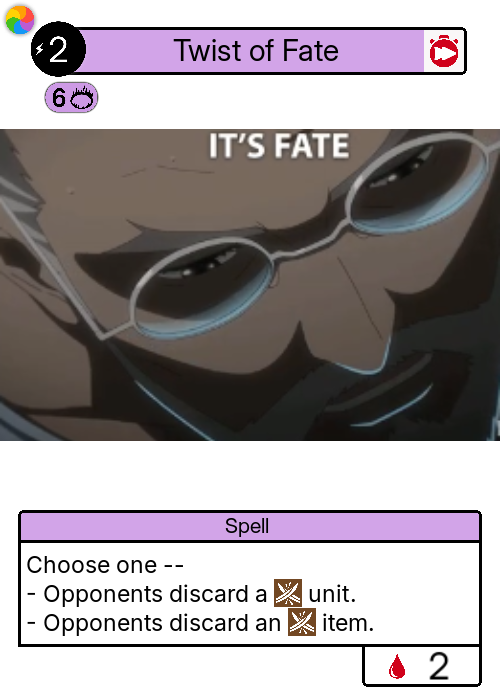 2
Twist of Fate
6
IT'S FATE
Spell
Choose one --
- Opponents discard a unit.
- Opponents discard an item.
2